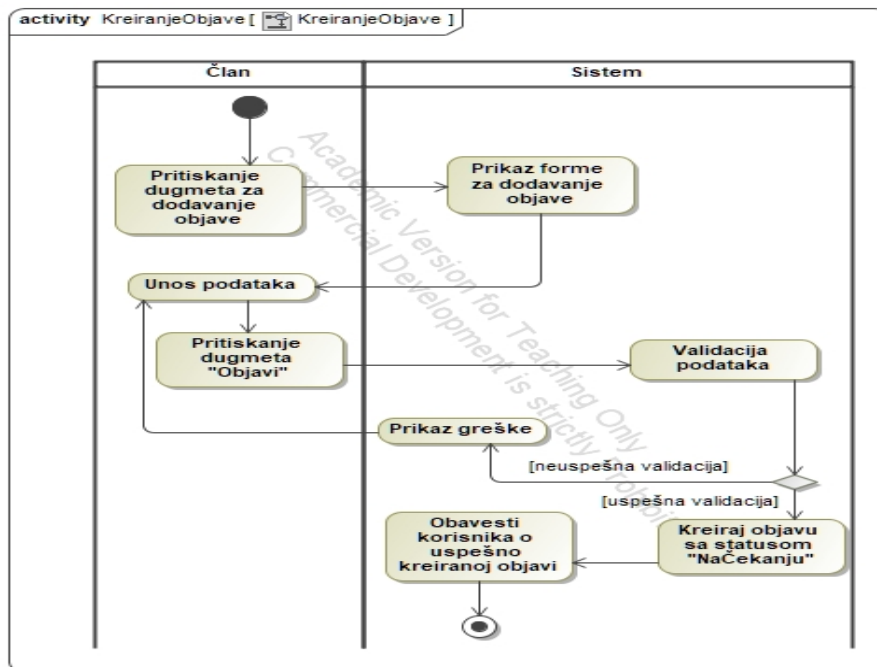 activity KreiranjeObjave [ KreiranjeObjave ]
Član
Sistem
Pritiskanje
dugmeta za
dodavanje
objave
Prikaz forme
za dodavanje
objave
Unos podataka
Pritiskanje
dugmeta
"Objavi"
Validacija
podataka
Prikaz greške
[neuspešna validacija]
[uspešna validacija]
Kreiraj objavu
sa statusom
"NaČekanju"
Obavesti
korisnika o
uspešno
kreiranoj objavi
Academic Version for Teaching Only
Commercial Development is strictly